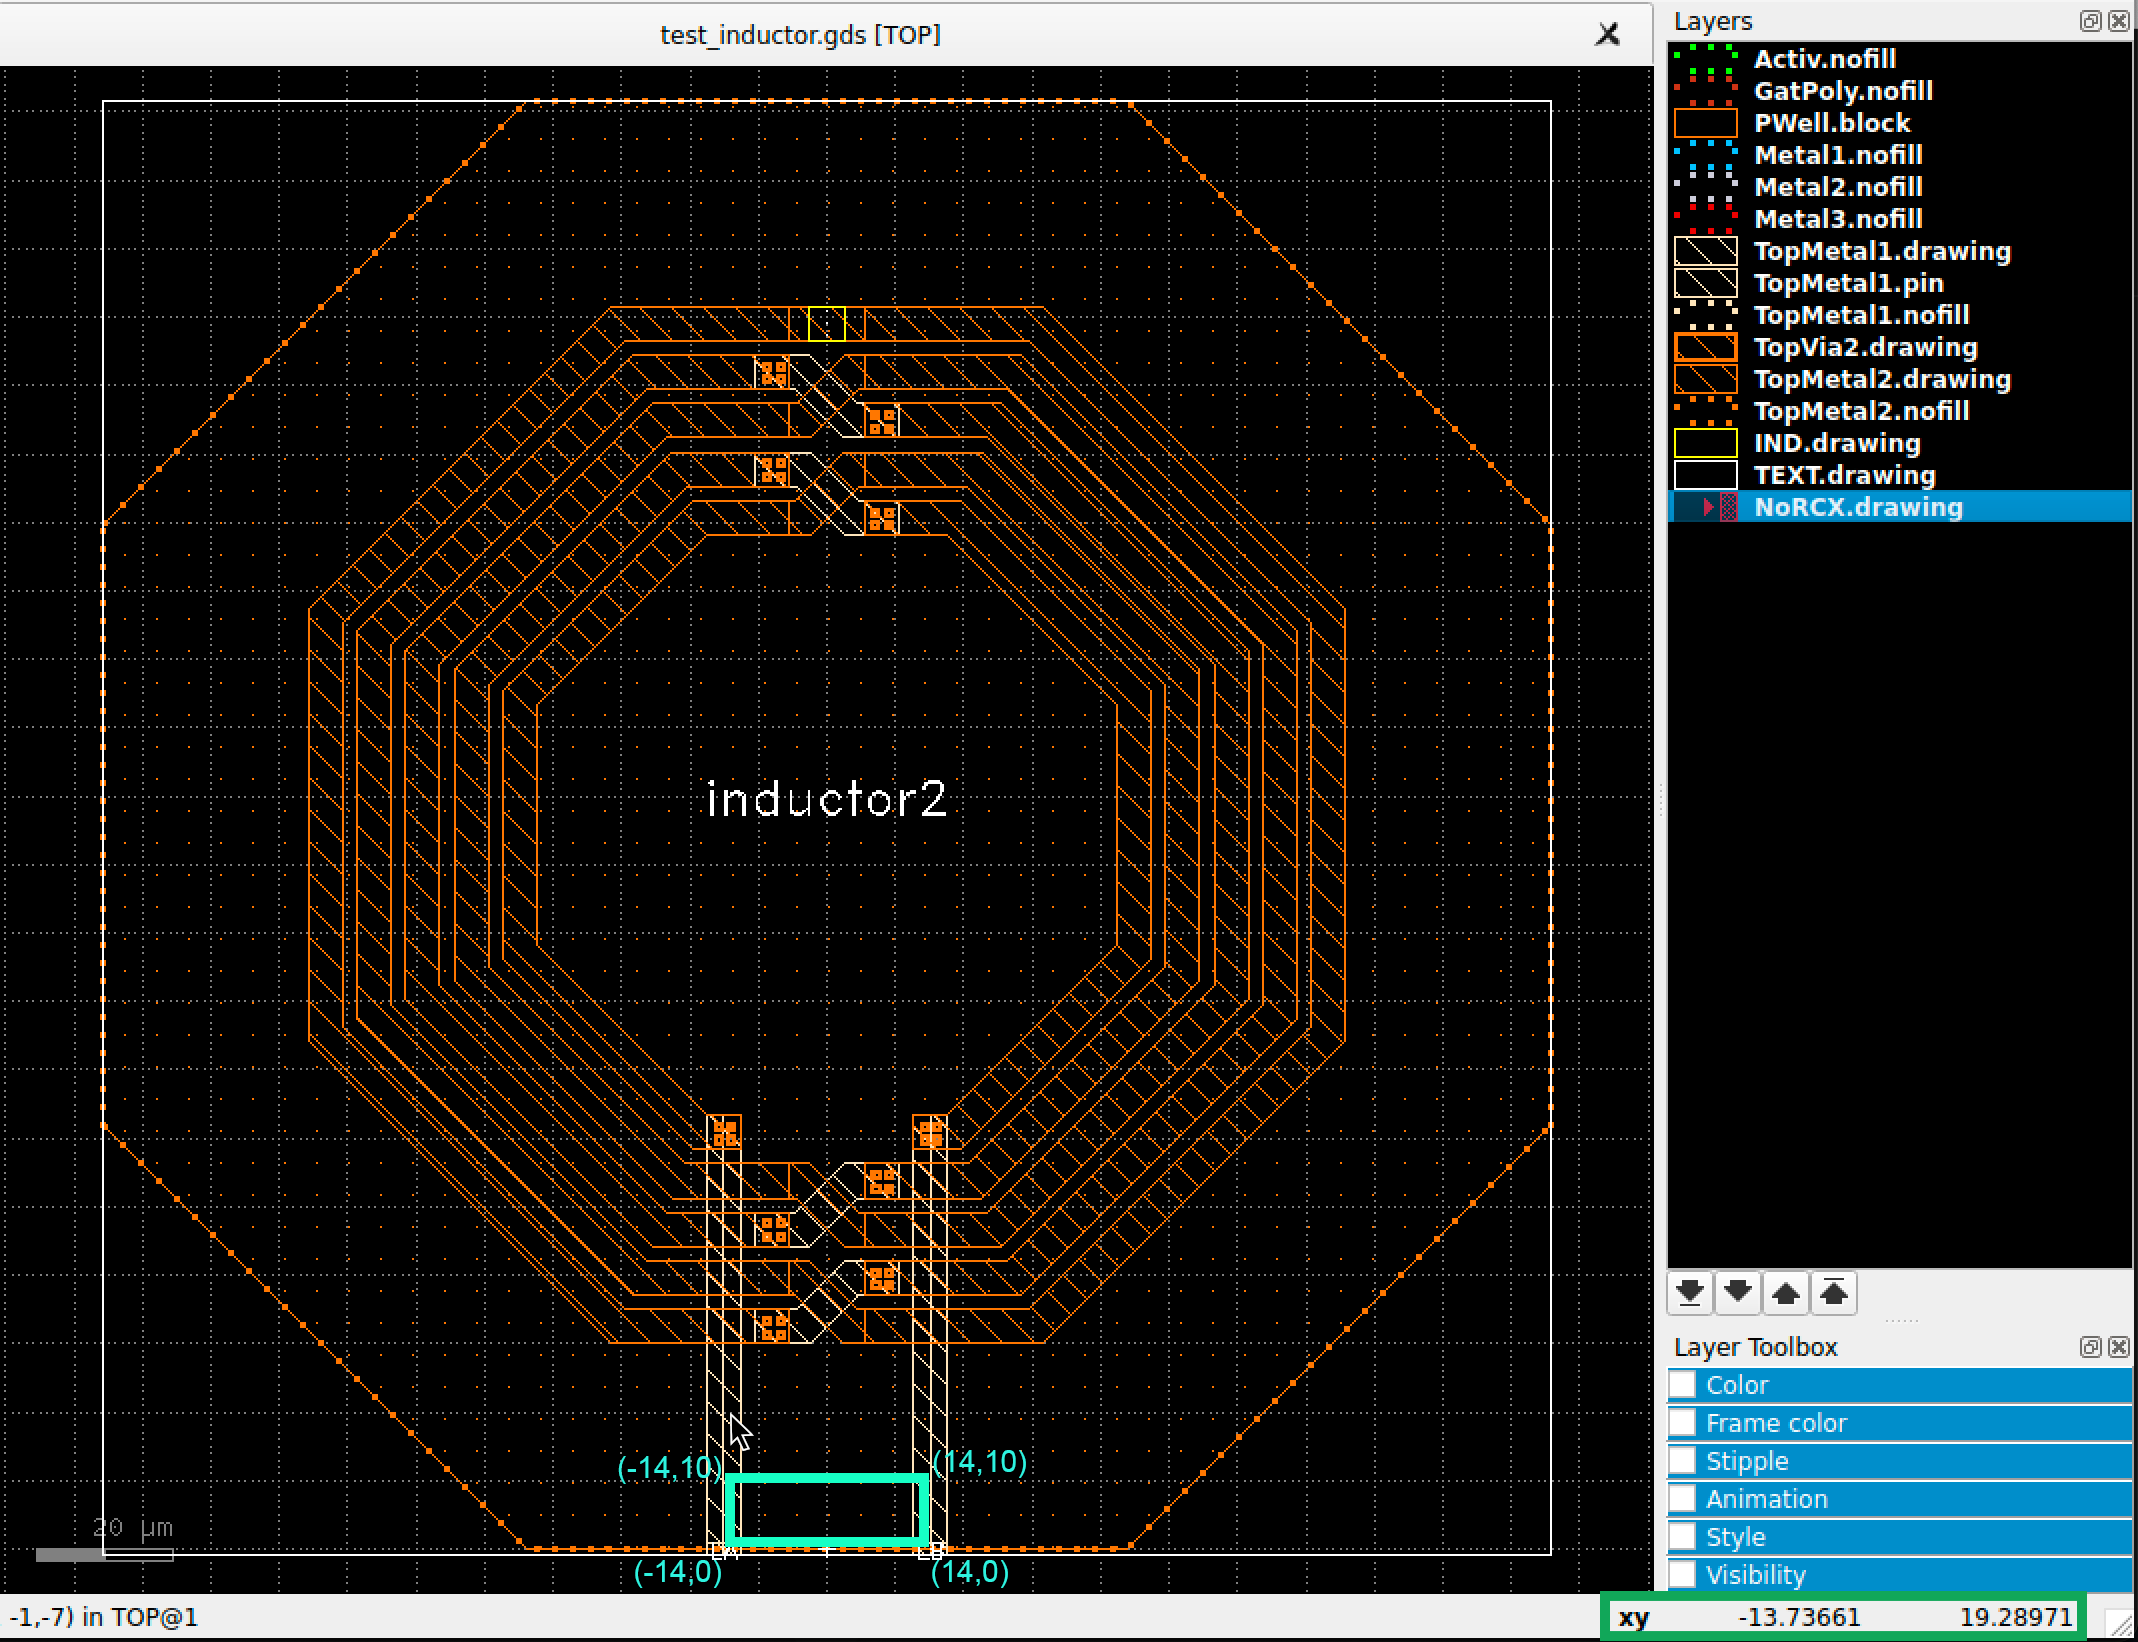 test_inductor.gds [TOP]
Layers
Activ.nofill
GatPoly.nofill
PWell.block
Metal1.nofill
Metal2.nofill
Metal3.nofill
TopMetal1.drawing
TopMetal1.pin
TopMetal1.nofill
TopVia2.drawing
TopMetal2.drawing
TopMetal2.nofill
IND.drawing
TEXT.drawing
NoRCX.drawing
inductor2
Layer Toolbox
Color
Frame color
Stipple
Animation
Style
Visibility
(-14,10)
(14,10)
20 µm
(-14,0)
(14,0)
-1,-7) in TOP@1
xy -13.73661 19.28971